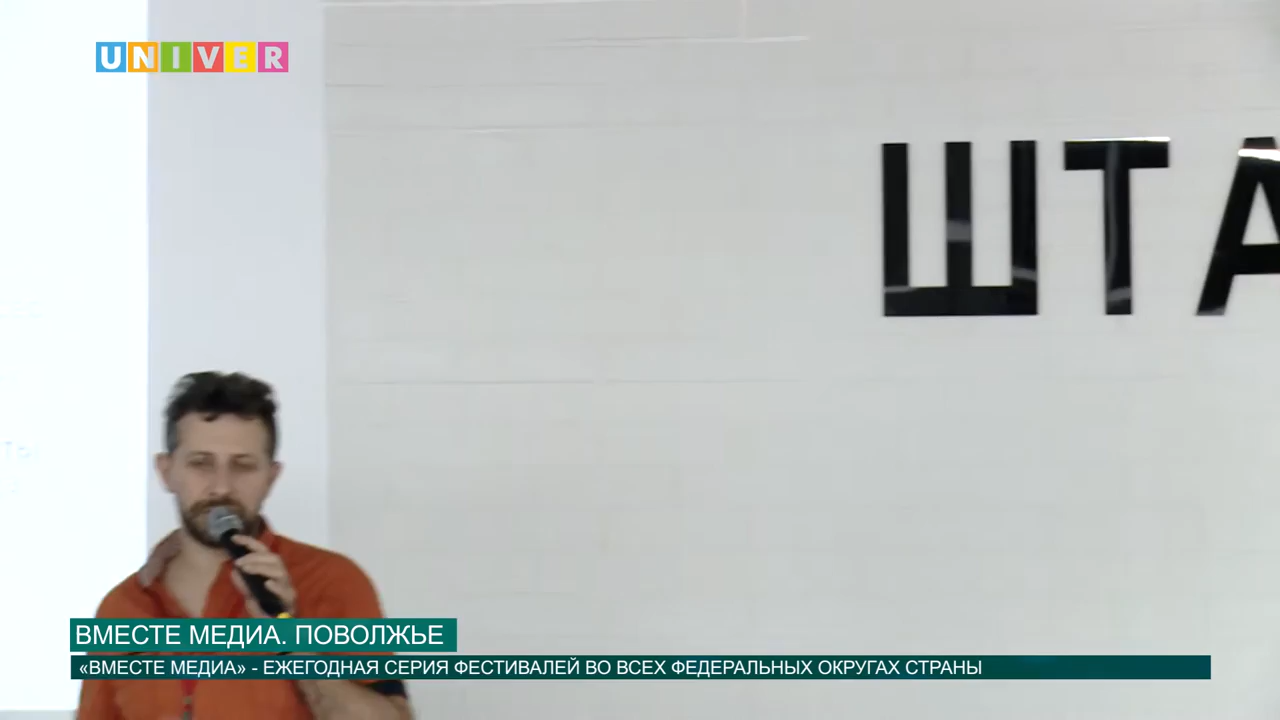 UNIVER
ШТА
ВМЕСТЕ МЕДИА. ПОВОЛЖЬЕ
«ВМЕСТЕ МЕДИА» - ЕЖЕГОДНАЯ СЕРИЯ ФЕСТИВАЛЕЙ ВО ВСЕХ ФЕДЕРАЛЬНЫХ ОКРУГАХ СТРАНЫ